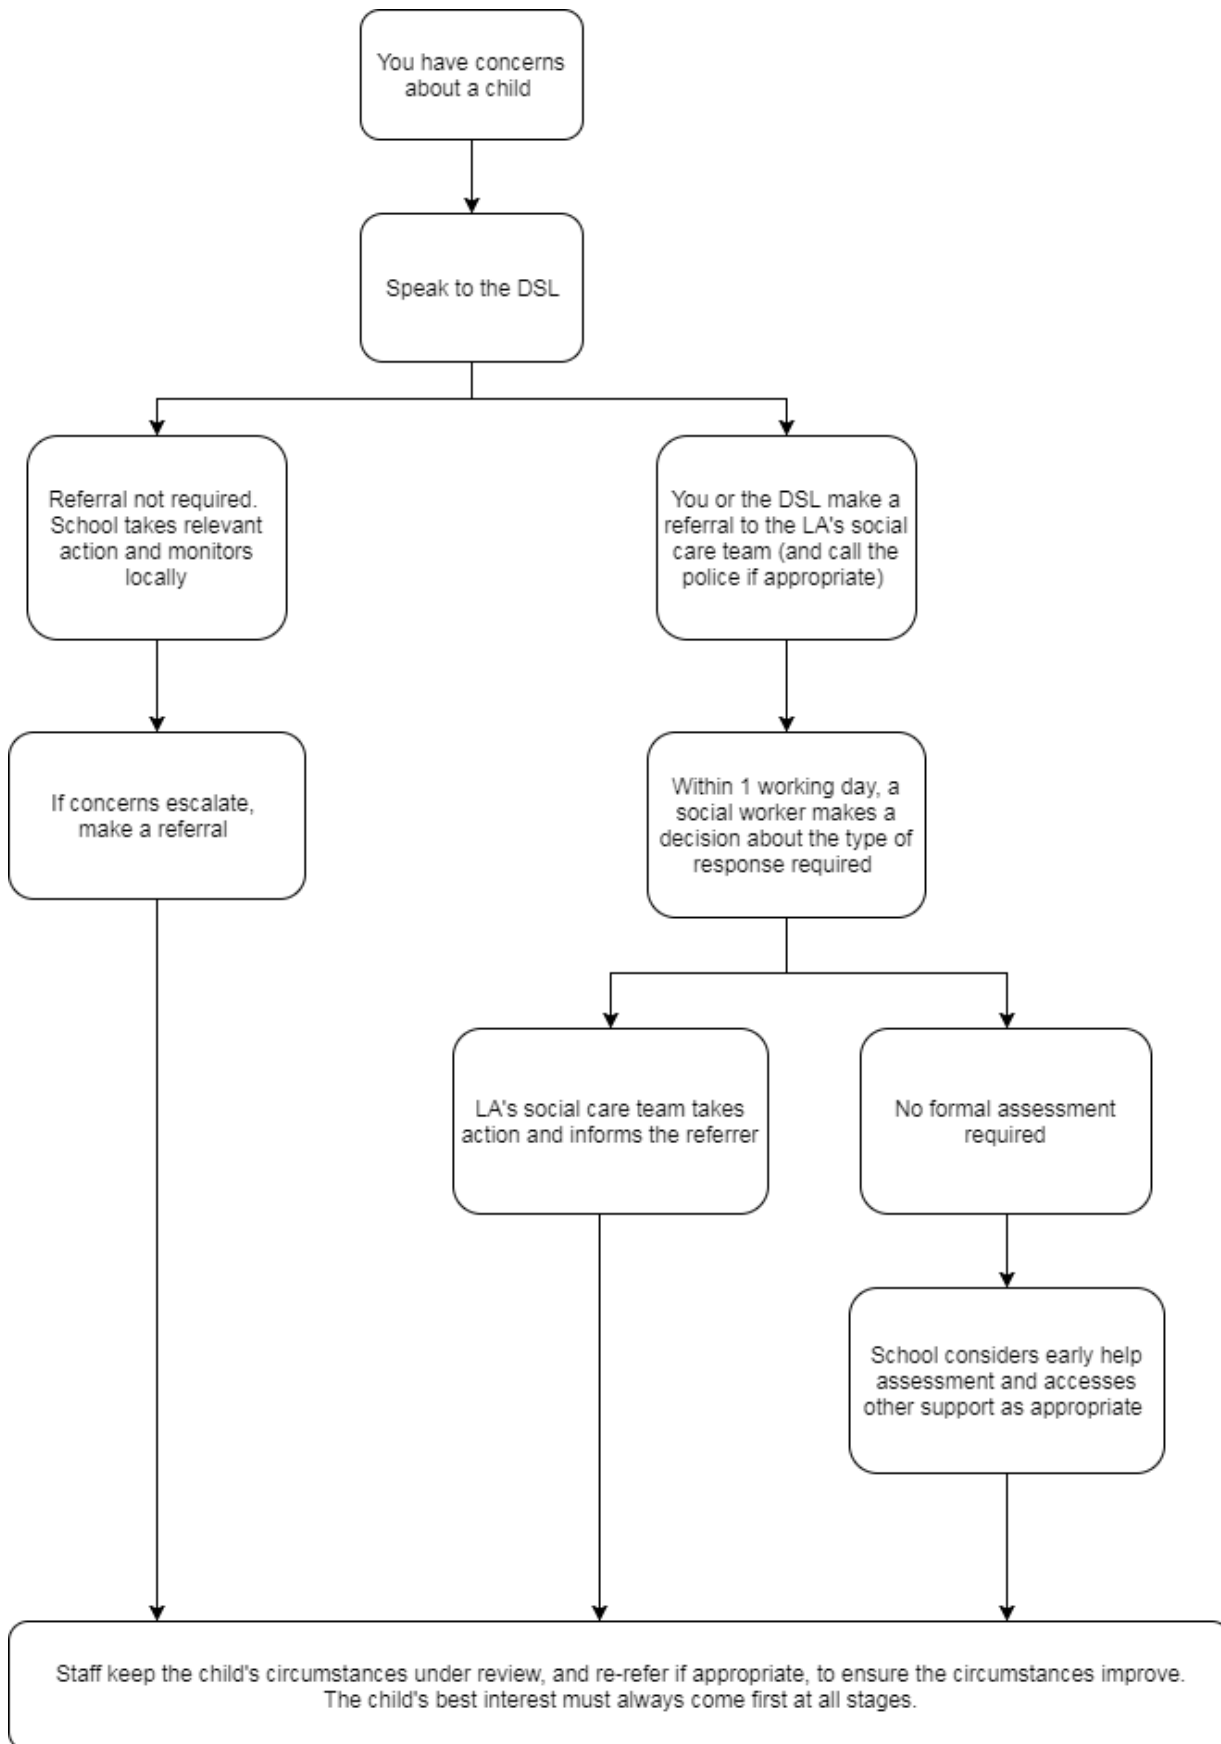 You have concerns
about a child
Speak to the DSL
Referral not required.
School takes relevant
action and monitors
locally
You or the DSL make a
referral to the LA's social
care team (and call the
police if appropriate)
If concerns escalate,
make a referral
Within 1 working day, a
social worker makes a
decision about the type of
response required
LA's social care team takes
action and informs the referrer
No formal assessment
required
School considers early help
assessment and accesses
other support as appropriate
Staff keep the child's circumstances under review, and re-refer if appropriate, to ensure the circumstances improve.
The child's best interest must always come first at all stages.